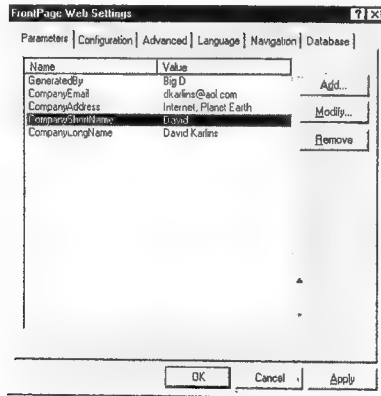 FrontPage Web Settings ? ×
Parameters Configuration Advanced Language Navigation Database
Name Value
GeneratedBy Big D
CompanyEmail dkarlins@aol.com
CompanyAddress Internet, Planet Earth
CompanyShortName David
CompanyLongName David Karlins
Add...
Modify...
Remove
OK Cancel Apply